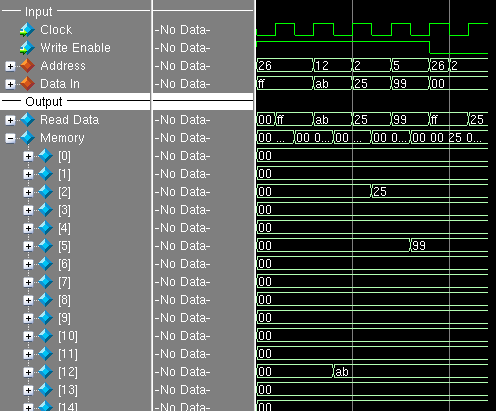 Input
Clock -No Data-
Write Enable -No Data-
Address -No Data- 26 12 2 5 26 2
Data In -No Data- ff ab 25 99 00
Output
Read Data -No Data- 00 ff ab 25 99 ff 25
Memory -No Data- 00 ... 00 0... 00 ... 00 0... 00 00 25 0...
[0] -No Data- 00
[1] -No Data- 00
[2] -No Data- 00 25
[3] -No Data- 00
[4] -No Data- 00
[5] -No Data- 00 99
[6] -No Data- 00
[7] -No Data- 00
[8] -No Data- 00
[9] -No Data- 00
[10] -No Data- 00
[11] -No Data- 00
[12] -No Data- 00 ab
[13] -No Data- 00
[14] -No Data- 00